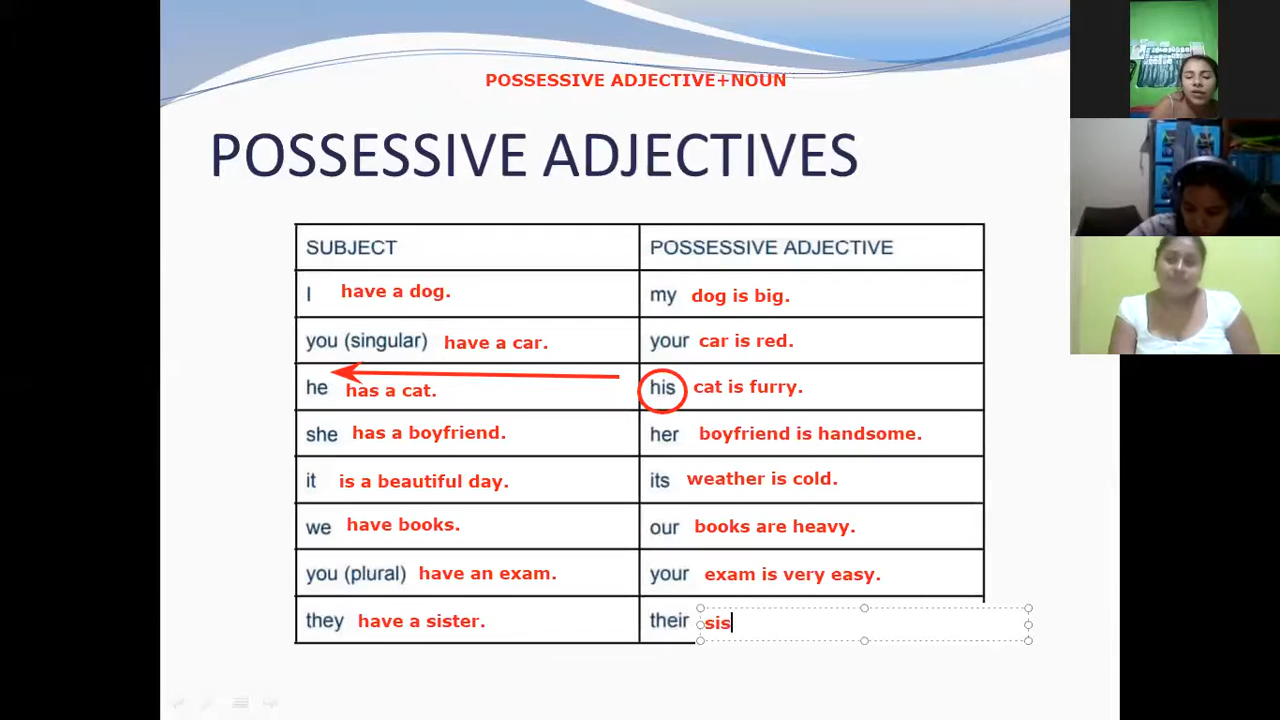 POSSESSIVE ADJECTIVE+NOUN
POSSESSIVE ADJECTIVES
SUBJECT POSSESSIVE ADJECTIVE
I have a dog. my dog is big.
you (singular) have a car. your car is red.
he has a cat. his cat is furry.
she has a boyfriend. her boyfriend is handsome.
it is a beautiful day. its weather is cold.
we have books. our books are heavy.
you (plural) have an exam. your exam is very easy.
they have a sister. their sis